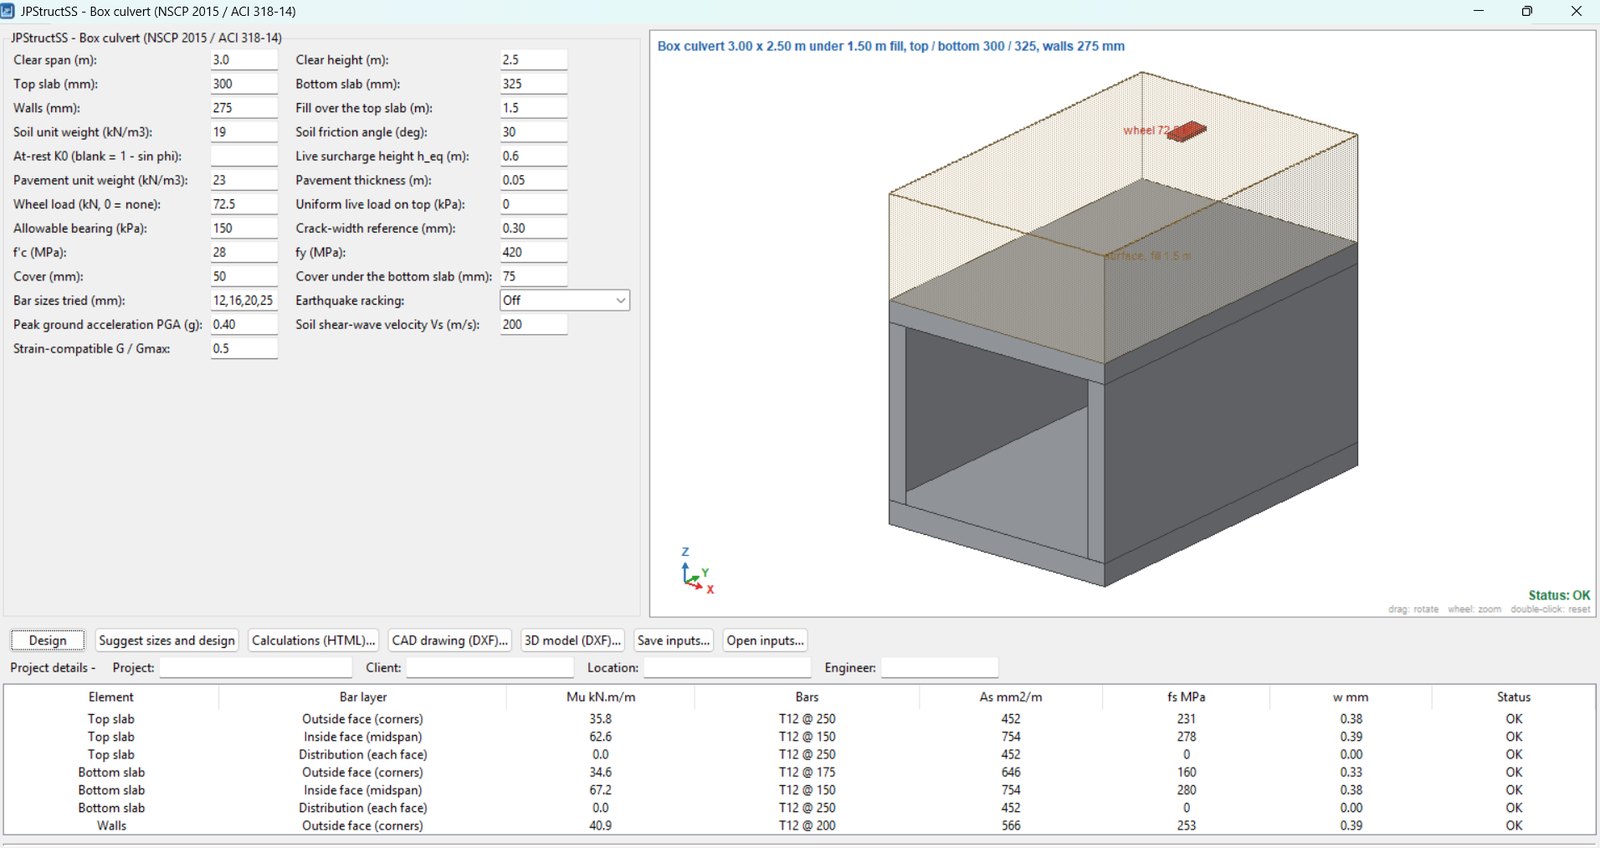 JPStructSS - Box culvert (NSCP 2015 / ACI 318-14)
JPStructSS - Box culvert (NSCP 2015 / ACI 318-14)
Clear span (m): 3.0 Clear height (m): 2.5
Top slab (mm): 300 Bottom slab (mm): 325
Walls (mm): 275 Fill over the top slab (m): 1.5
Soil unit weight (kN/m3): 19 Soil friction angle (deg): 30
At-rest K0 (blank = 1 - sin phi): Live surcharge height h_eq (m): 0.6
Pavement unit weight (kN/m3): 23 Pavement thickness (m): 0.05
Wheel load (kN, 0 = none): 72.5 Uniform live load on top (kPa): 0
Allowable bearing (kPa): 150 Crack-width reference (mm): 0.30
f'c (MPa): 28 fy (MPa): 420
Cover (mm): 50 Cover under the bottom slab (mm): 75
Bar sizes tried (mm): 12,16,20,25 Earthquake racking: Off
Peak ground acceleration PGA (g): 0.40 Soil shear-wave velocity Vs (m/s): 200
Strain-compatible G / Gmax: 0.5
Box culvert 3.00 x 2.50 m under 1.50 m fill, top / bottom 300 / 325, walls 275 mm
wheel 72
surface, fill 1.5 m
Z
Y
X
Status: OK
drag: rotate wheel: zoom double-click: reset
Design Suggest sizes and design Calculations (HTML)... CAD drawing (DXF)... 3D model (DXF)... Save inputs... Open inputs...
Project details - Project: Client: Location: Engineer:
Element Bar layer Mu kN.m/m Bars As mm2/m fs MPa w mm Status
Top slab Outside face (corners) 35.8 T12 @ 250 452 231 0.38 OK
Top slab Inside face (midspan) 62.6 T12 @ 150 754 278 0.39 OK
Top slab Distribution (each face) 0.0 T12 @ 250 452 0 0.00 OK
Bottom slab Outside face (corners) 34.6 T12 @ 175 646 160 0.33 OK
Bottom slab Inside face (midspan) 67.2 T12 @ 150 754 280 0.38 OK
Bottom slab Distribution (each face) 0.0 T12 @ 250 452 0 0.00 OK
Walls Outside face (corners) 40.9 T12 @ 200 566 253 0.39 OK